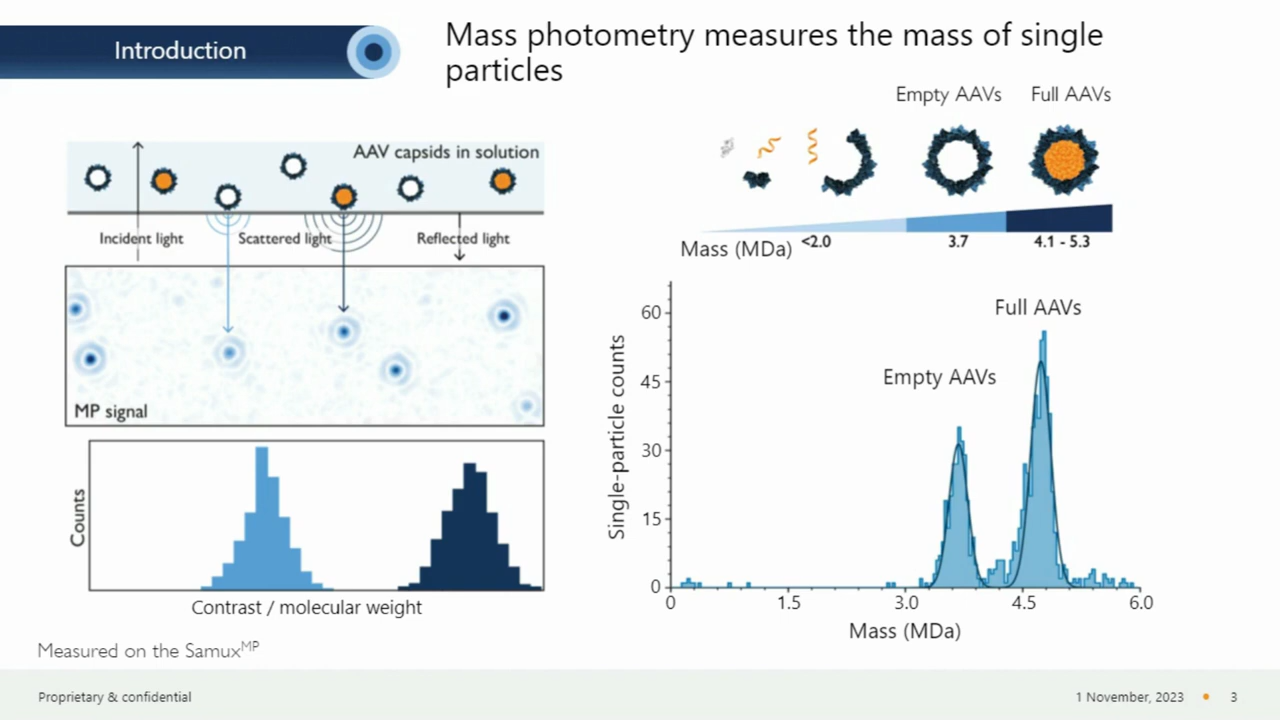 Introduction
Mass photometry measures the mass of single
particles
Empty AAVs
Full AAVs
AAV capsids in solution
Incident light
Scattered light
Reflected light
MP signal
Counts
Contrast / molecular weight
Mass (MDa)
<2.0
3.7
4.1 - 5.3
Full AAVs
Empty AAVs
Single-particle counts
60
45
30
15
0
0
1.5
3.0
4.5
6.0
Mass (MDa)
Measured on the SamuxMP
Proprietary & confidential
1 November, 2023
3